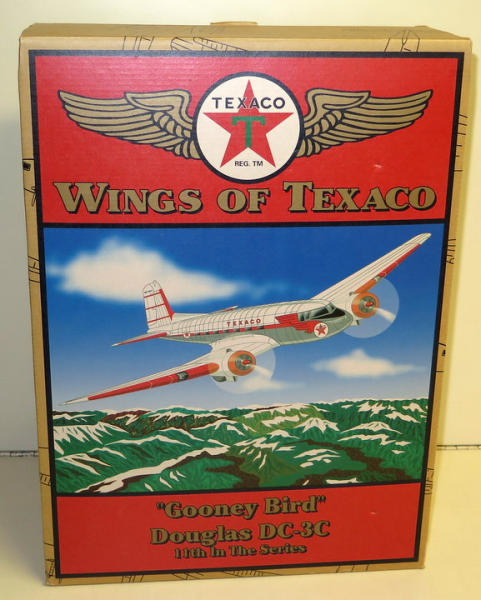 TEXACO
T
REG. TM
WINGS OF TEXACO
TEXACO
"Gooney Bird"
Douglas DC-3C
11th In The Series